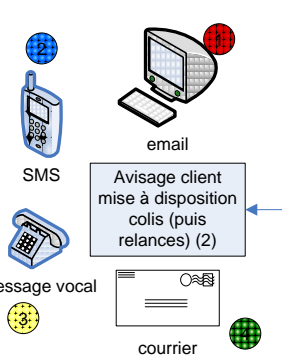 2
1
email
SMS
Avisage client
mise à disposition
colis (puis
relances) (2)
essage vocal
3
courrier
4